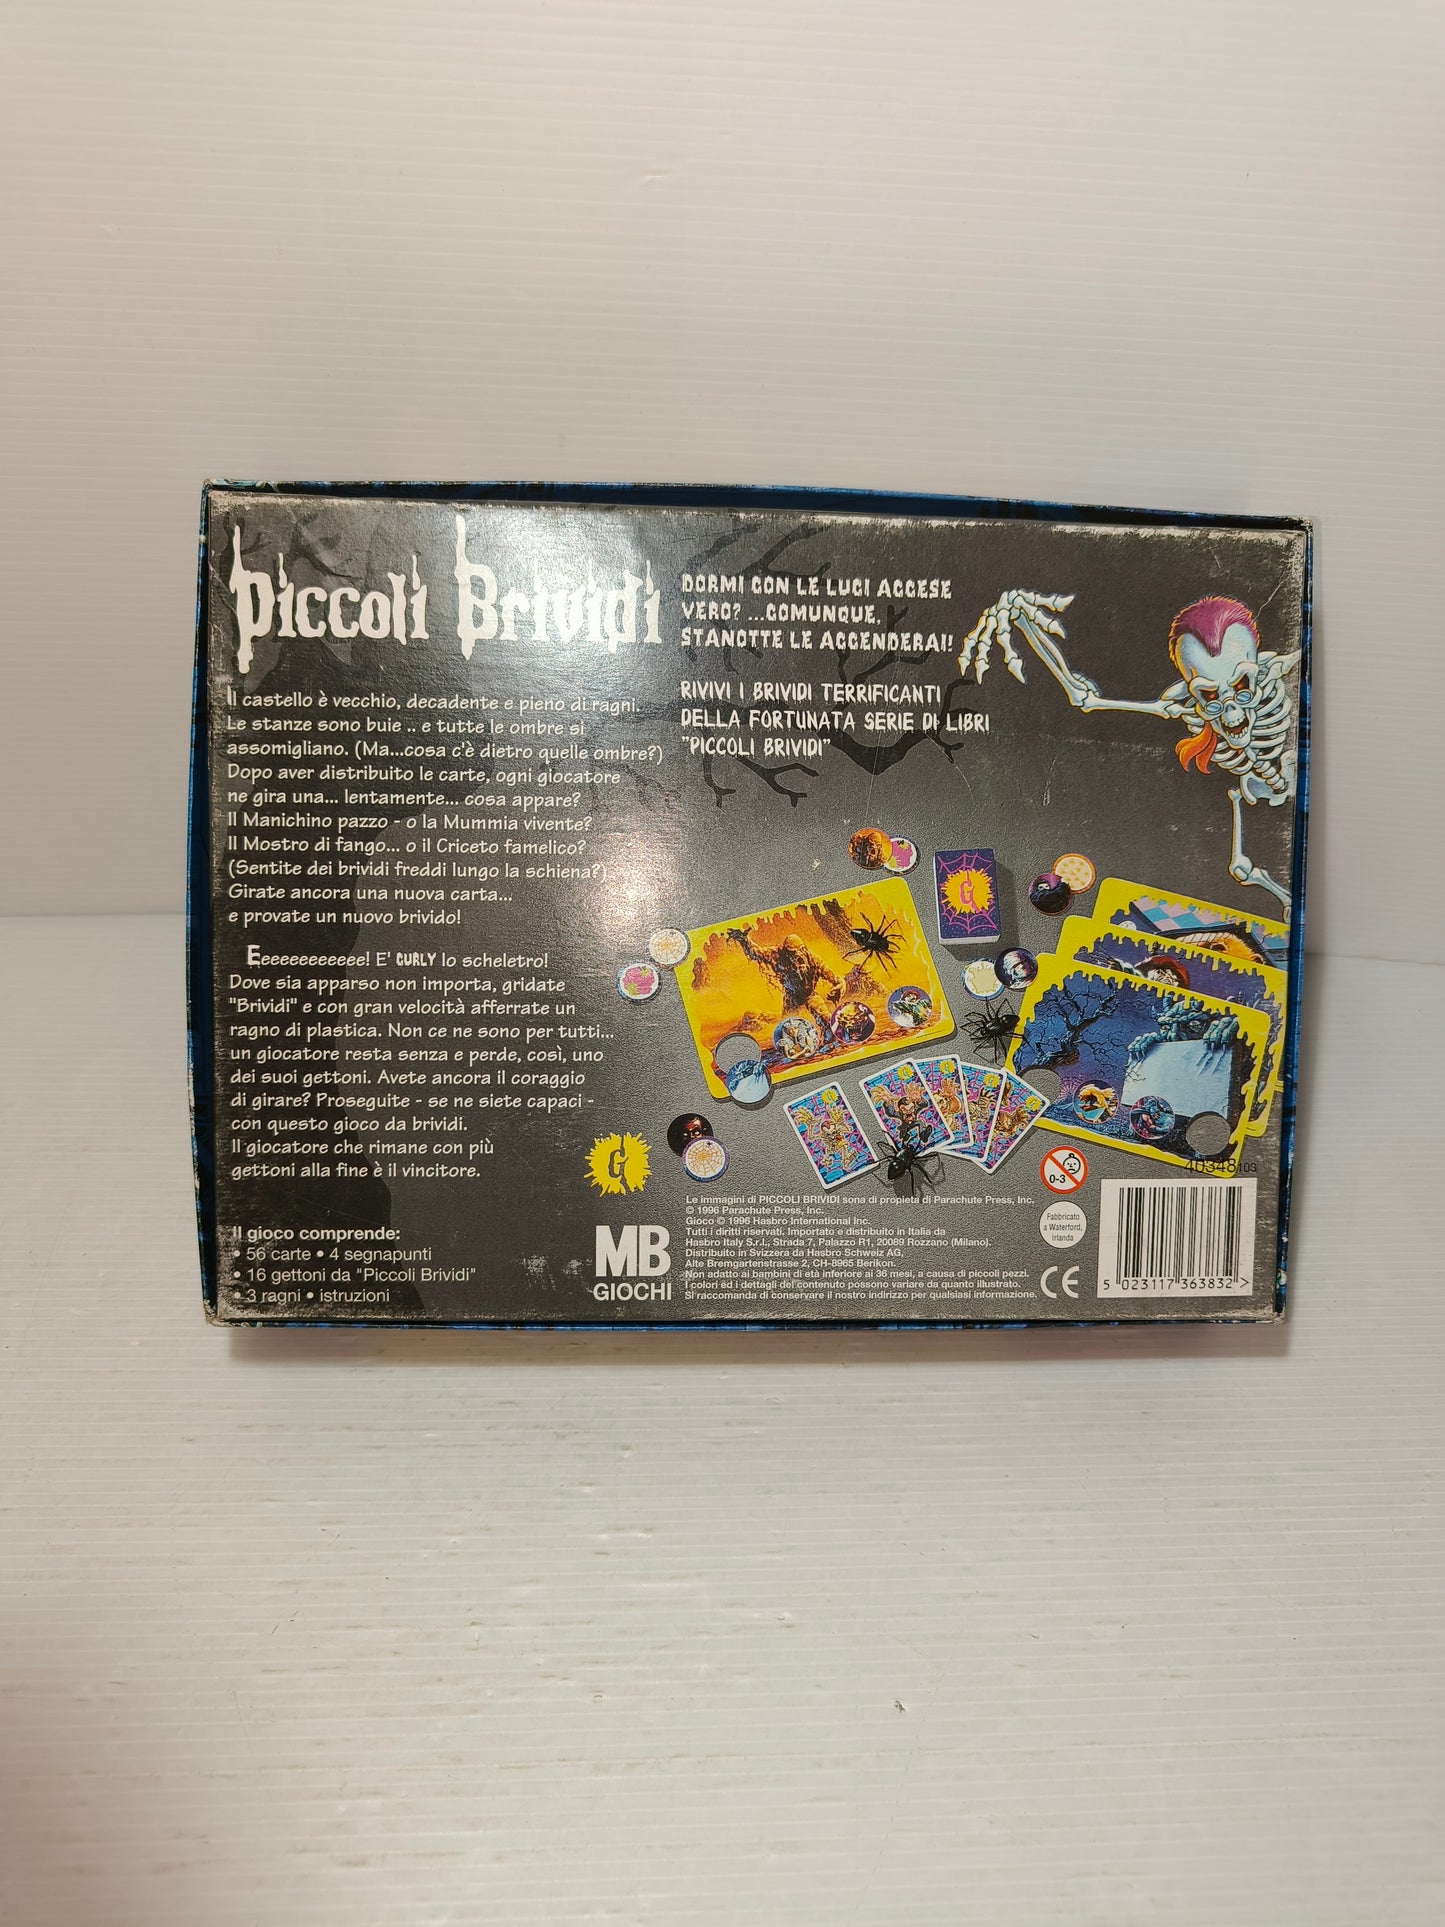 Piccoli Brividi
Il castello è vecchio, decadente e pieno di ragni.
Le stanze sono buie .. e tutte le ombre si
assomigliano. (Ma...cosa c'è dietro quelle ombre?)
Dopo aver distribuito le carte, ogni giocatore
ne gira una... lentamente... cosa appare?
Il Manichino pazzo - o la Mummia vivente?
Il Mostro di fango... o il Criceto famelico?
(Sentite dei brividi freddi lungo la schiena?)
Girate ancora una nuova carta...
e provate un nuovo brivido!
Eeeeeeeeeeee! E' CURLY lo scheletro!
Dove sia apparso non importa, gridate
"Brividi" e con gran velocità afferrate un
ragno di plastica. Non ce ne sono per tutti...
un giocatore resta senza e perde, così, uno
dei suoi gettoni. Avete ancora il coraggio
di girare? Proseguite - se ne siete capaci -
con questo gioco da brividi.
Il giocatore che rimane con più
gettoni alla fine è il vincitore.
Il gioco comprende:
• 56 carte • 4 segnapunti
• 16 gettoni da "Piccoli Brividi"
• 3 ragni • istruzioni
DORMI CON LE LUCI ACCESE
VERO? ...COMUNQUE,
STANOTTE LE ACCENDERAI!
RIVIVI I BRIVIDI TERRIFICANTI
DELLA FORTUNATA SERIE DI LIBRI
"PICCOLI BRIVIDI"
G
G
MB
GIOCHI
Le immagini di PICCOLI BRIVIDI sona di propieta di Parachute Press, Inc.
© 1996 Parachute Press, Inc.
Gioco © 1996 Hasbro International Inc.
Tutti i diritti riservati. Importato e distribuito in Italia da
Hasbro Italy S.r.l., Strada 7, Palazzo R1, 20089 Rozzano (Milano).
Distribuito in Svizzera da Hasbro Schweiz AG,
Alte Bremgartenstrasse 2, CH-8965 Berikon.
Non adatto ai bambini di età inferiore ai 36 mesi, a causa di piccoli pezzi.
I colori ed i dettagli del contenuto possono variare da quanto illustrato.
Si raccomanda di conservare il nostro indirizzo per qualsiasi informazione.
0-3
Fabbricato
a Waterford,
Irlanda
CE
40348103
5 023117 363832 >